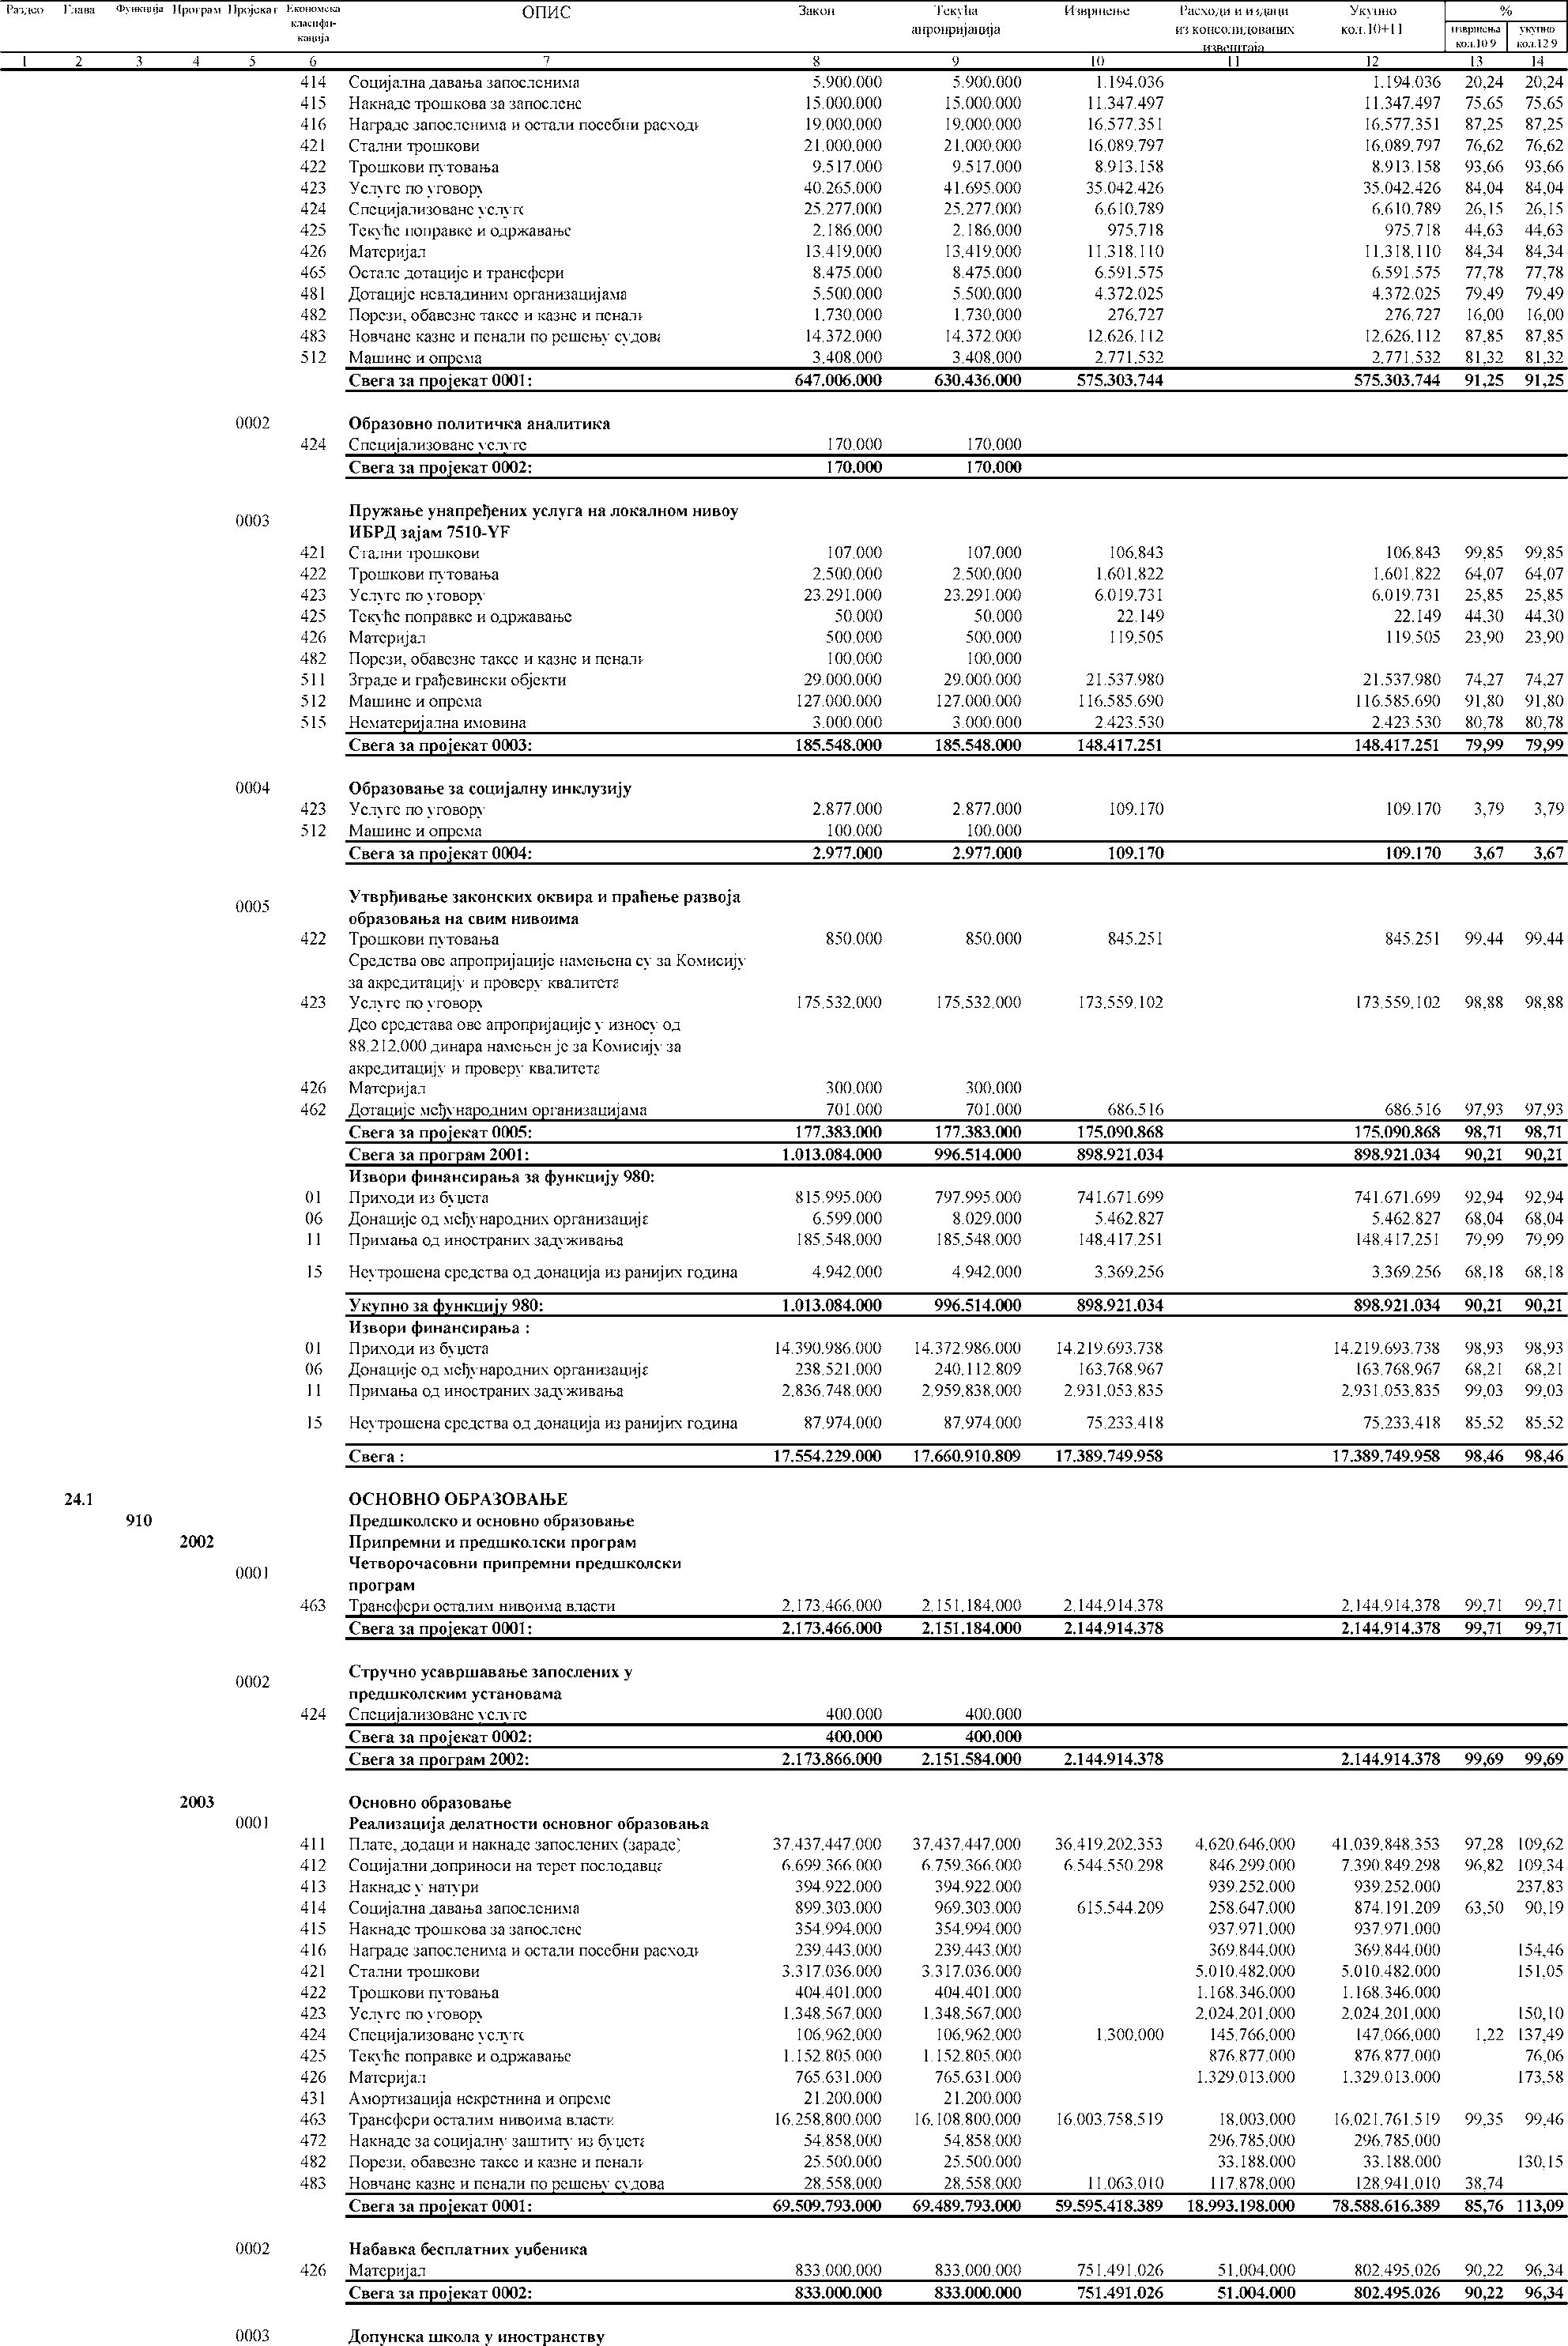 Раздео Глава Функција Програм Пројекат Економска класифи-кација ОПИС Закон Текућа апропријација Извршење Расходи и издаци из консолидованих извештаја Укупно кол.10+11 % извршења кол.10/9 укупно кол.12/9
1 2 3 4 5 6 7 8 9 10 11 12 13 14
414 Социјална давања запосленима 5.900.000 5.900.000 1.194.036 1.194.036 20,24 20,24
415 Накнаде трошкова за запослене 15.000.000 15.000.000 11.347.497 11.347.497 75,65 75,65
416 Награде запосленима и остали посебни расходи 19.000.000 19.000.000 16.577.351 16.577.351 87,25 87,25
421 Стални трошкови 21.000.000 21.000.000 16.089.797 16.089.797 76,62 76,62
422 Трошкови путовања 9.517.000 9.517.000 8.913.158 8.913.158 93,66 93,66
423 Услуге по уговору 40.265.000 41.695.000 35.042.426 35.042.426 84,04 84,04
424 Специјализоване услуге 25.277.000 25.277.000 6.610.789 6.610.789 26,15 26,15
425 Текуће поправке и одржавање 2.186.000 2.186.000 975.718 975.718 44,63 44,63
426 Материјал 13.419.000 13.419.000 11.318.110 11.318.110 84,34 84,34
465 Остале дотације и трансфери 8.475.000 8.475.000 6.591.575 6.591.575 77,78 77,78
481 Дотације невладиним организацијама 5.500.000 5.500.000 4.372.025 4.372.025 79,49 79,49
482 Порези, обавезне таксе и казне и пенали 1.730.000 1.730.000 276.727 276.727 16,00 16,00
483 Новчане казне и пенали по решењу судова 14.372.000 14.372.000 12.626.112 12.626.112 87,85 87,85
512 Машине и опрема 3.408.000 3.408.000 2.771.532 2.771.532 81,32 81,32
Свега за пројекат 0001: 647.006.000 630.436.000 575.303.744 575.303.744 91,25 91,25
0002 Образовно политичка аналитика
424 Специјализоване услуге 170.000 170.000
Свега за пројекат 0002: 170.000 170.000
0003 Пружање унапређених услуга на локалном нивоу
ИБРД зајам 7510-YF
421 Стални трошкови 107.000 107.000 106.843 106.843 99,85 99,85
422 Трошкови путовања 2.500.000 2.500.000 1.601.822 1.601.822 64,07 64,07
423 Услуге по уговору 23.291.000 23.291.000 6.019.731 6.019.731 25,85 25,85
425 Текуће поправке и одржавање 50.000 50.000 22.149 22.149 44,30 44,30
426 Материјал 500.000 500.000 119.505 119.505 23,90 23,90
482 Порези, обавезне таксе и казне и пенали 100.000 100.000
511 Зграде и грађевински објекти 29.000.000 29.000.000 21.537.980 21.537.980 74,27 74,27
512 Машине и опрема 127.000.000 127.000.000 116.585.690 116.585.690 91,80 91,80
515 Нематеријална имовина 3.000.000 3.000.000 2.423.530 2.423.530 80,78 80,78
Свега за пројекат 0003: 185.548.000 185.548.000 148.417.251 148.417.251 79,99 79,99
0004 Образовање за социјалну инклузију
423 Услуге по уговору 2.877.000 2.877.000 109.170 109.170 3,79 3,79
512 Машине и опрема 100.000 100.000
Свега за пројекат 0004: 2.977.000 2.977.000 109.170 109.170 3,67 3,67
0005 Утврђивање законских оквира и праћење развоја
образовања на свим нивоима
422 Трошкови путовања 850.000 850.000 845.251 845.251 99,44 99,44
Средства ове апропријације намењена су за Комисију
за акредитацију и проверу квалитета
423 Услуге по уговору 175.532.000 175.532.000 173.559.102 173.559.102 98,88 98,88
Део средстава ове апропријације у износу од
88.212.000 динара намењен је за Комисију за
акредитацију и проверу квалитета
426 Материјал 300.000 300.000
462 Дотације међународним организацијама 701.000 701.000 686.516 686.516 97,93 97,93
Свега за пројекат 0005: 177.383.000 177.383.000 175.090.868 175.090.868 98,71 98,71
Свега за програм 2001: 1.013.084.000 996.514.000 898.921.034 898.921.034 90,21 90,21
Извори финансирања за функцију 980:
01 Приходи из буџета 815.995.000 797.995.000 741.671.699 741.671.699 92,94 92,94
06 Донације од међународних организација 6.599.000 8.029.000 5.462.827 5.462.827 68,04 68,04
11 Примања од иностраних задуживања 185.548.000 185.548.000 148.417.251 148.417.251 79,99 79,99
15 Неутрошена средства од донација из ранијих година 4.942.000 4.942.000 3.369.256 3.369.256 68,18 68,18
Укупно за функцију 980: 1.013.084.000 996.514.000 898.921.034 898.921.034 90,21 90,21
Извори финансирања :
01 Приходи из буџета 14.390.986.000 14.372.986.000 14.219.693.738 14.219.693.738 98,93 98,93
06 Донације од међународних организација 238.521.000 240.112.809 163.768.967 163.768.967 68,21 68,21
11 Примања од иностраних задуживања 2.836.748.000 2.959.838.000 2.931.053.835 2.931.053.835 99,03 99,03
15 Неутрошена средства од донација из ранијих година 87.974.000 87.974.000 75.233.418 75.233.418 85,52 85,52
Свега : 17.554.229.000 17.660.910.809 17.389.749.958 17.389.749.958 98,46 98,46
24.1 ОСНОВНО ОБРАЗОВАЊЕ
910 Предшколско и основно образовање
2002 Припремни и предшколски програм
0001 Четворочасовни припремни предшколски
програм
463 Трансфери осталим нивоима власти 2.173.466.000 2.151.184.000 2.144.914.378 2.144.914.378 99,71 99,71
Свега за пројекат 0001: 2.173.466.000 2.151.184.000 2.144.914.378 2.144.914.378 99,71 99,71
0002 Стручно усавршавање запослених у
предшколским установама
424 Специјализоване услуге 400.000 400.000
Свега за пројекат 0002: 400.000 400.000
Свега за програм 2002: 2.173.866.000 2.151.584.000 2.144.914.378 2.144.914.378 99,69 99,69
2003 Основно образовање
0001 Реализација делатности основног образовања
411 Плате, додаци и накнаде запослених (зараде) 37.437.447.000 37.437.447.000 36.419.202.353 4.620.646.000 41.039.848.353 97,28 109,62
412 Социјални доприноси на терет послодавца 6.699.366.000 6.759.366.000 6.544.550.298 846.299.000 7.390.849.298 96,82 109,34
413 Накнаде у натури 394.922.000 394.922.000 939.252.000 939.252.000 237,83
414 Социјална давања запосленима 899.303.000 969.303.000 615.544.209 258.647.000 874.191.209 63,50 90,19
415 Накнаде трошкова за запослене 354.994.000 354.994.000 937.971.000 937.971.000
416 Награде запосленима и остали посебни расходи 239.443.000 239.443.000 369.844.000 369.844.000 154,46
421 Стални трошкови 3.317.036.000 3.317.036.000 5.010.482.000 5.010.482.000 151,05
422 Трошкови путовања 404.401.000 404.401.000 1.168.346.000 1.168.346.000
423 Услуге по уговору 1.348.567.000 1.348.567.000 2.024.201.000 2.024.201.000 150,10
424 Специјализоване услуге 106.962.000 106.962.000 1.300.000 145.766.000 147.066.000 1,22 137,49
425 Текуће поправке и одржавање 1.152.805.000 1.152.805.000 876.877.000 876.877.000 76,06
426 Материјал 765.631.000 765.631.000 1.329.013.000 1.329.013.000 173,58
431 Амортизација некретнина и опреме 21.200.000 21.200.000
463 Трансфери осталим нивоима власти 16.258.800.000 16.108.800.000 16.003.758.519 18.003.000 16.021.761.519 99,35 99,46
472 Накнаде за социјалну заштиту из буџета 54.858.000 54.858.000 296.785.000 296.785.000
482 Порези, обавезне таксе и казне и пенали 25.500.000 25.500.000 33.188.000 33.188.000 130,15
483 Новчане казне и пенали по решењу судова 28.558.000 28.558.000 11.063.010 117.878.000 128.941.010 38,74
Свега за пројекат 0001: 69.509.793.000 69.489.793.000 59.595.418.389 18.993.198.000 78.588.616.389 85,76 113,09
0002 Набавка бесплатних уџбеника
426 Материјал 833.000.000 833.000.000 751.491.026 51.004.000 802.495.026 90,22 96,34
Свега за пројекат 0002: 833.000.000 833.000.000 751.491.026 51.004.000 802.495.026 90,22 96,34
0003 Допунска школа у иностранству